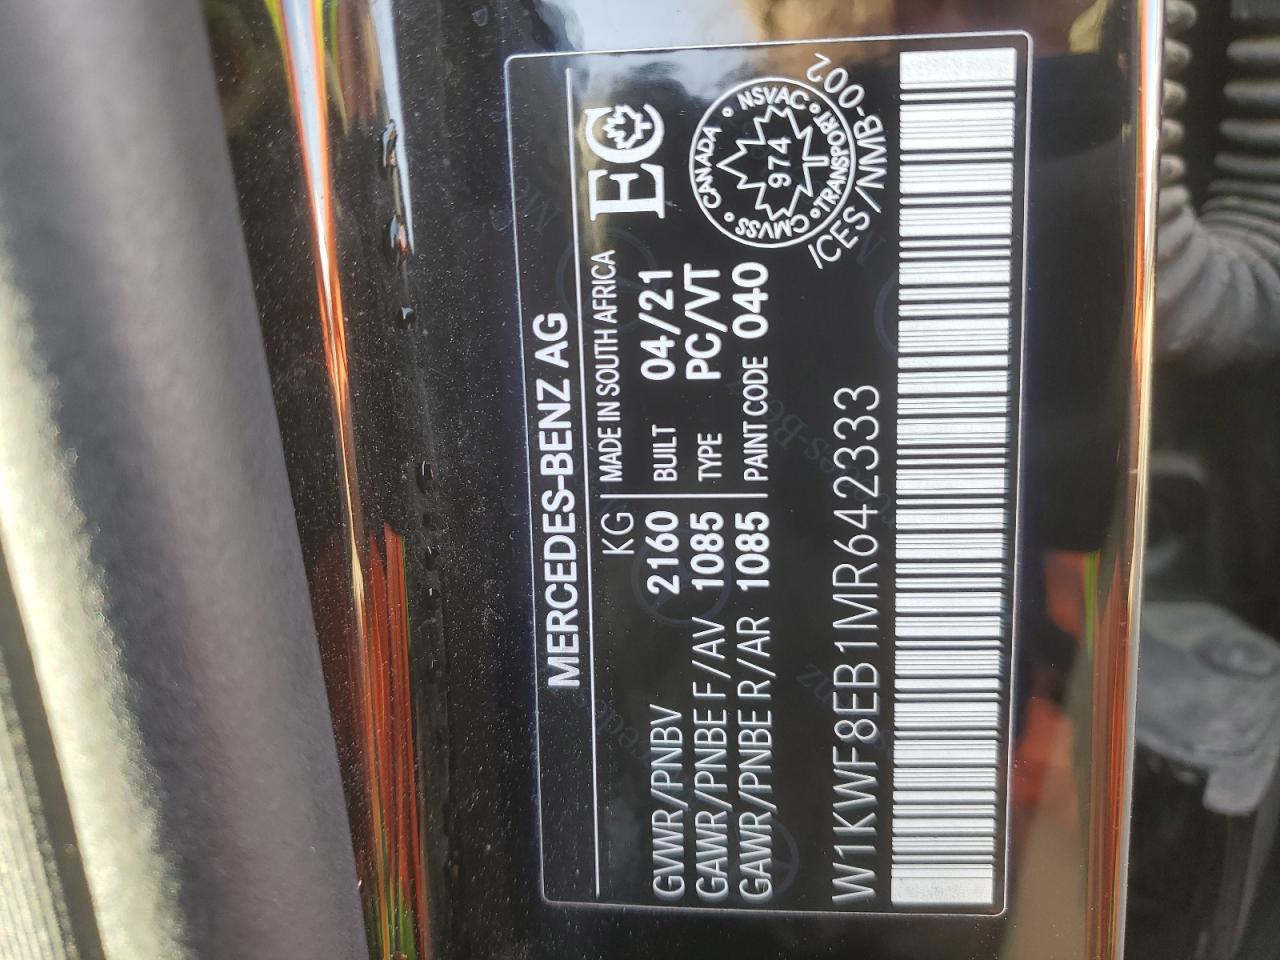 MERCEDES-BENZ AG
KG MADE IN SOUTH AFRICA
GVWR/PNBV 2160 BUILT 04/21
GAWR/PNBE F/AV 1085 TYPE PC/VT
GAWR/PNBE R/AR 1085 PAINT CODE 040
EC
CANADA NSVAC TRANSPORT CMVSS
974
ICES/NMB-002
W1KWF8EB1MR642333